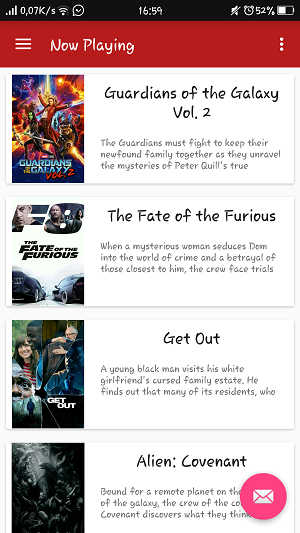 0,07K/s 16:59 52%
Now Playing
GUARDIANS
OF THE
GALAXY VOL. 2
Guardians of the Galaxy
Vol. 2
The Guardians must fight to keep their
newfound family together as they unravel
the mysteries of Peter Quill's true
F8
THE
FATE OF THE
FURIOUS
The Fate of the Furious
When a mysterious woman seduces Dom
into the world of crime and a betrayal of
those closest to him, the crew face trials
GET
OUT
Get Out
A young black man visits his white
girlfriend's cursed family estate. He
finds out that many of its residents, who
Alien: Covenant
Bound for a remote planet on the
of the galaxy, the crew of the co
Covenant discovers what they thin